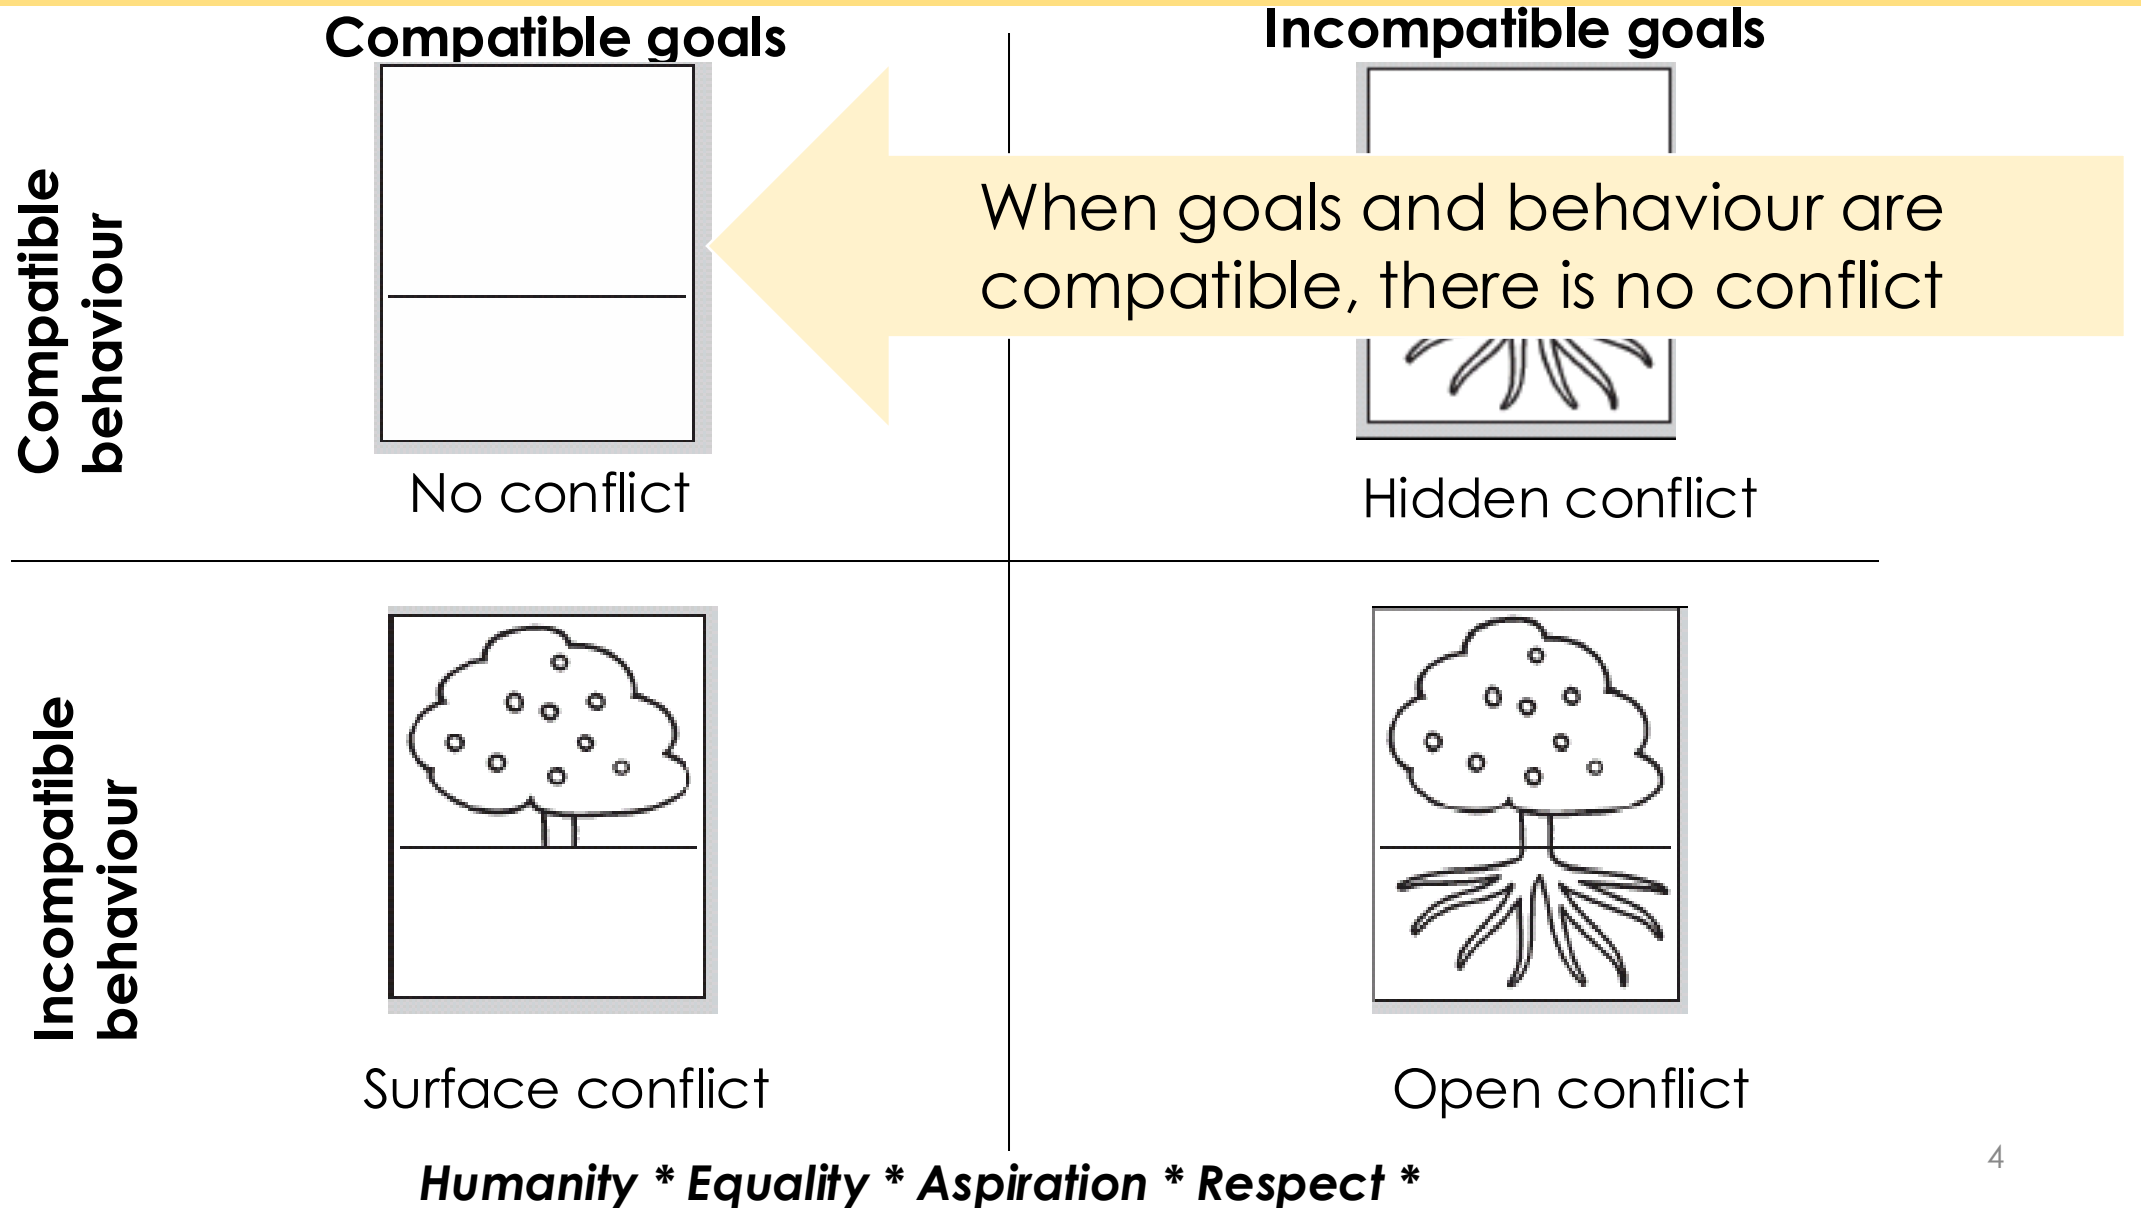 Compatible goals
Incompatible goals
Compatible
behaviour
When goals and behaviour are
compatible, there is no conflict
No conflict
Hidden conflict
Incompatible
behaviour
Surface conflict
Open conflict
4
Humanity * Equality * Aspiration * Respect *